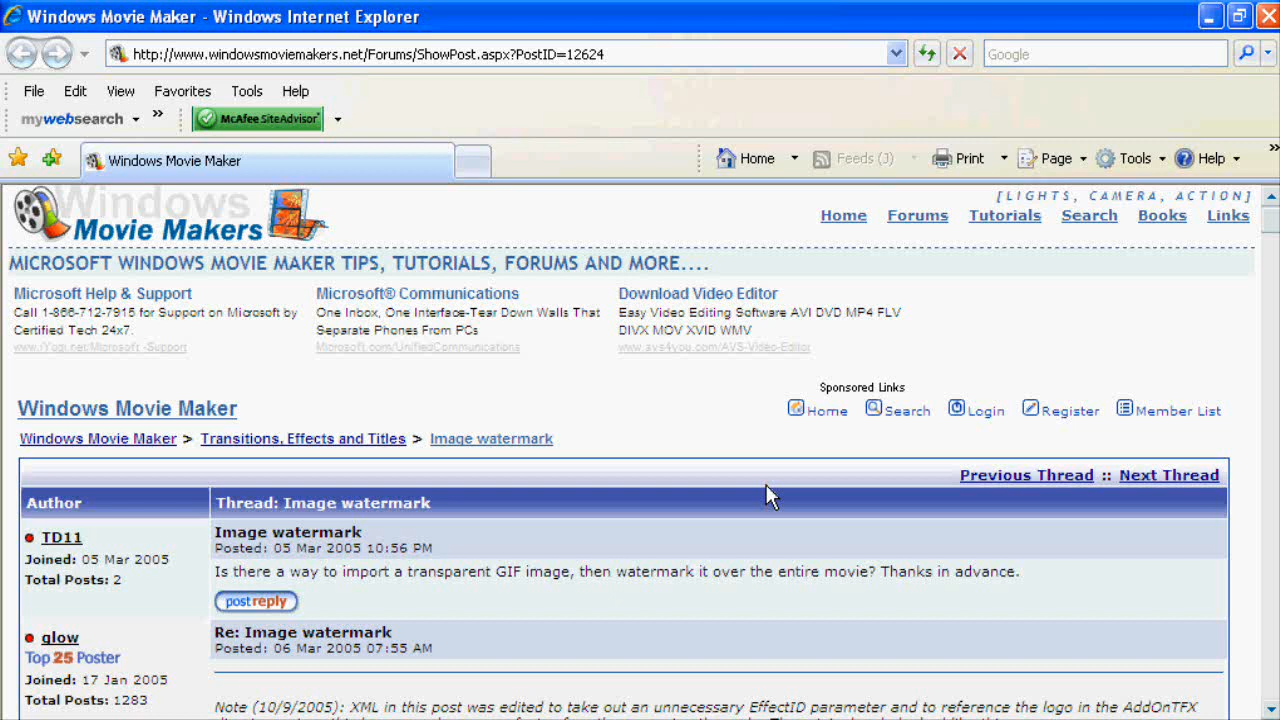 Windows Movie Maker - Windows Internet Explorer
http://www.windowsmoviemakers.net/Forums/ShowPost.aspx?PostID=12624
Google
File Edit View Favorites Tools Help
mywebsearch
McAfee SiteAdvisor
Windows Movie Maker
Home Feeds (J) Print Page Tools Help
Windows
Movie Makers
[LIGHTS, CAMERA, ACTION]
Home Forums Tutorials Search Books Links
MICROSOFT WINDOWS MOVIE MAKER TIPS, TUTORIALS, FORUMS AND MORE....
Microsoft Help & Support
Call 1-866-712-7915 for Support on Microsoft by
Certified Tech 24x7.
www.iYogi.net/Microsoft-Support
Microsoft® Communications
One Inbox, One Interface-Tear Down Walls That
Separate Phones From PCs
Microsoft.com/UnifiedCommunications
Download Video Editor
Easy Video Editing Software AVI DVD MP4 FLV
DIVX MOV XVID WMV
www.avs4you.com/AVS-Video-Editor
Sponsored Links
Windows Movie Maker
Home Search Login Register Member List
Windows Movie Maker > Transitions, Effects and Titles > Image watermark
Previous Thread :: Next Thread
Author Thread: Image watermark
TD11
Joined: 05 Mar 2005
Total Posts: 2
Image watermark
Posted: 05 Mar 2005 10:56 PM
Is there a way to import a transparent GIF image, then watermark it over the entire movie? Thanks in advance.
post reply
glow
Top 25 Poster
Joined: 17 Jan 2005
Total Posts: 1283
Re: Image watermark
Posted: 06 Mar 2005 07:55 AM
Note (10/9/2005): XML in this post was edited to take out an unnecessary EffectID parameter and to reference the logo in the AddOnTFX